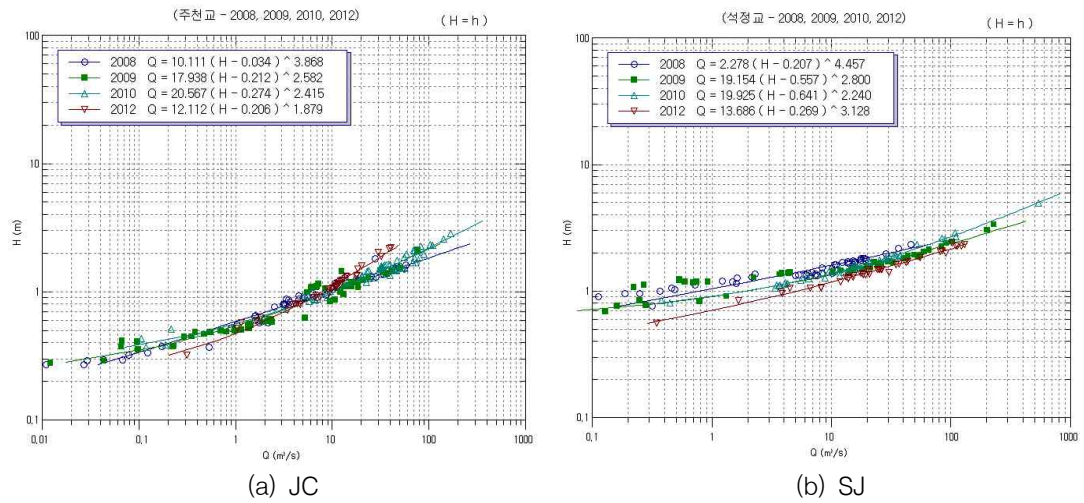 (주천교 - 2008, 2009, 2010, 2012)
(H = h)
2008 Q = 10.111 (H - 0.034) ^ 3.868
2009 Q = 17.938 (H - 0.212) ^ 2.582
2010 Q = 20.567 (H - 0.274) ^ 2.415
2012 Q = 12.112 (H - 0.206) ^ 1.879
100
10
1
0.1
H (m)
0.01
0.1
1
10
100
1000
Q (m³/s)
(a) JC
(석정교 - 2008, 2009, 2010, 2012)
(H = h)
2008 Q = 2.278 (H - 0.207) ^ 4.457
2009 Q = 19.154 (H - 0.557) ^ 2.800
2010 Q = 19.925 (H - 0.641) ^ 2.240
2012 Q = 13.686 (H - 0.269) ^ 3.128
100
10
1
0.1
H (m)
0.1
1
10
100
1000
Q (m³/s)
(b) SJ